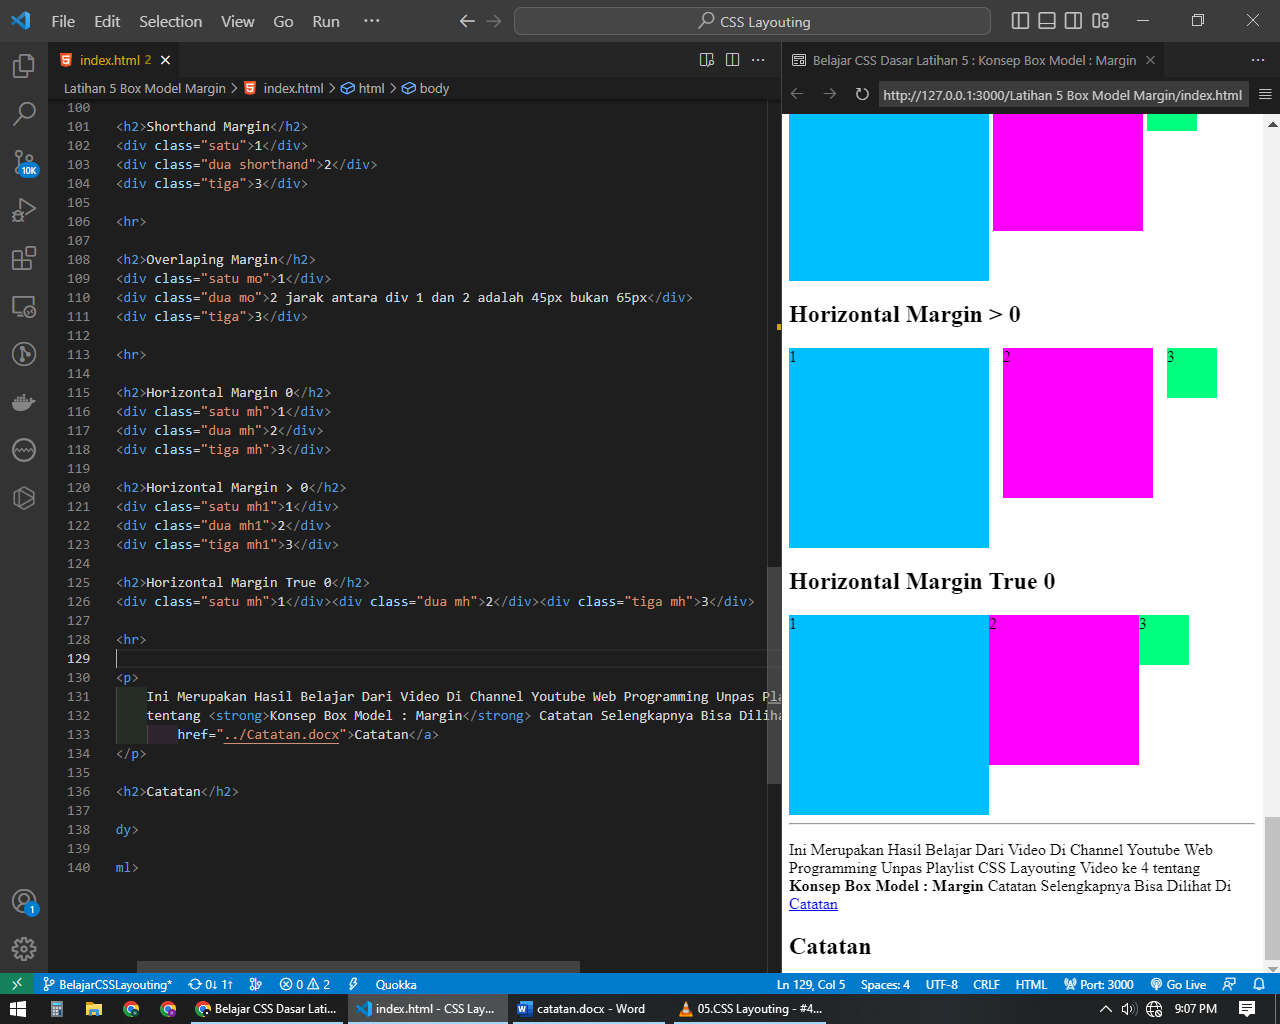 File Edit Selection View Go Run ··· CSS Layouting
index.html 2
Latihan 5 Box Model Margin > index.html > html > body
100
101 <h2>Shorthand Margin</h2>
102 <div class="satu">1</div>
103 <div class="dua shorthand">2</div>
104 <div class="tiga">3</div>
105
106 <hr>
107
108 <h2>Overlaping Margin</h2>
109 <div class="satu mo">1</div>
110 <div class="dua mo">2 jarak antara div 1 dan 2 adalah 45px bukan 65px</div>
111 <div class="tiga">3</div>
112
113 <hr>
114
115 <h2>Horizontal Margin 0</h2>
116 <div class="satu mh">1</div>
117 <div class="dua mh">2</div>
118 <div class="tiga mh">3</div>
119
120 <h2>Horizontal Margin > 0</h2>
121 <div class="satu mh1">1</div>
122 <div class="dua mh1">2</div>
123 <div class="tiga mh1">3</div>
124
125 <h2>Horizontal Margin True 0</h2>
126 <div class="satu mh">1</div><div class="dua mh">2</div><div class="tiga mh">3</div>
127
128 <hr>
129
130 <p>
131 Ini Merupakan Hasil Belajar Dari Video Di Channel Youtube Web Programming Unpas Pla
132 tentang <strong>Konsep Box Model : Margin</strong> Catatan Selengkapnya Bisa Diliha
133 href="../Catatan.docx">Catatan</a>
134 </p>
135
136 <h2>Catatan</h2>
137
138 dy>
139
140 ml>
Belajar CSS Dasar Latihan 5 : Konsep Box Model : Margin
http://127.0.0.1:3000/Latihan 5 Box Model Margin/index.html
Horizontal Margin > 0
1 2 3
Horizontal Margin True 0
1 2 3
Ini Merupakan Hasil Belajar Dari Video Di Channel Youtube Web
Programming Unpas Playlist CSS Layouting Video ke 4 tentang
Konsep Box Model : Margin Catatan Selengkapnya Bisa Dilihat Di
Catatan
Catatan
10K
1
BelajarCSSLayouting* 0↓ 1↑ 0 2 Quokka Ln 129, Col 5 Spaces: 4 UTF-8 CRLF HTML Port: 3000 Go Live
Belajar CSS Dasar Lati... index.html - CSS Lay... catatan.docx - Word 05.CSS Layouting - #4... 9:07 PM